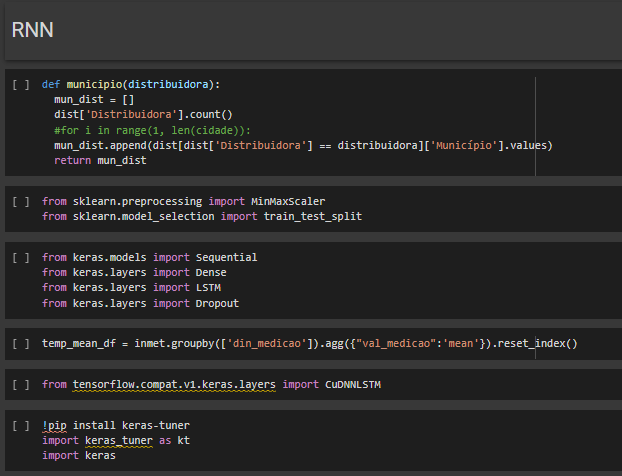 RNN
[ ] def municipio(distribuidora):
mun_dist = []
dist['Distribuidora'].count()
#for i in range(1, len(cidade)):
mun_dist.append(dist[dist['Distribuidora'] == distribuidora]['Município'].values)
return mun_dist
[ ] from sklearn.preprocessing import MinMaxScaler
from sklearn.model_selection import train_test_split
[ ] from keras.models import Sequential
from keras.layers import Dense
from keras.layers import LSTM
from keras.layers import Dropout
[ ] temp_mean_df = inmet.groupby(['din_medicao']).agg({"val_medicao":'mean'}).reset_index()
[ ] from tensorflow.compat.v1.keras.layers import CuDNNLSTM
[ ] !pip install keras-tuner
import keras_tuner as kt
import keras